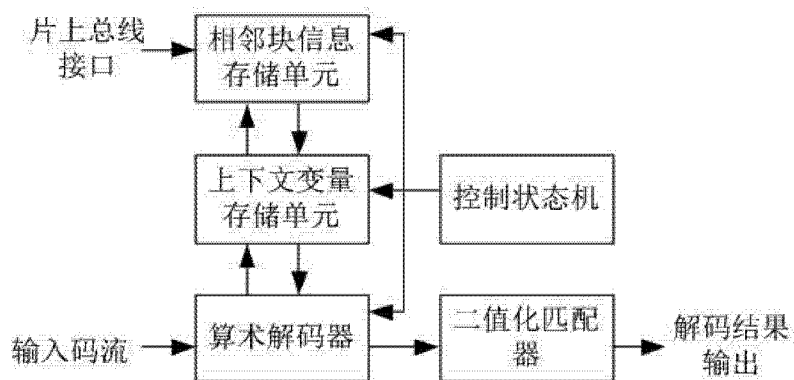 片上总线
接口
相邻块信息
存储单元
上下文变量
存储单元
控制状态机
输入码流
算术解码器
二值化匹配
器
解码结果
输出